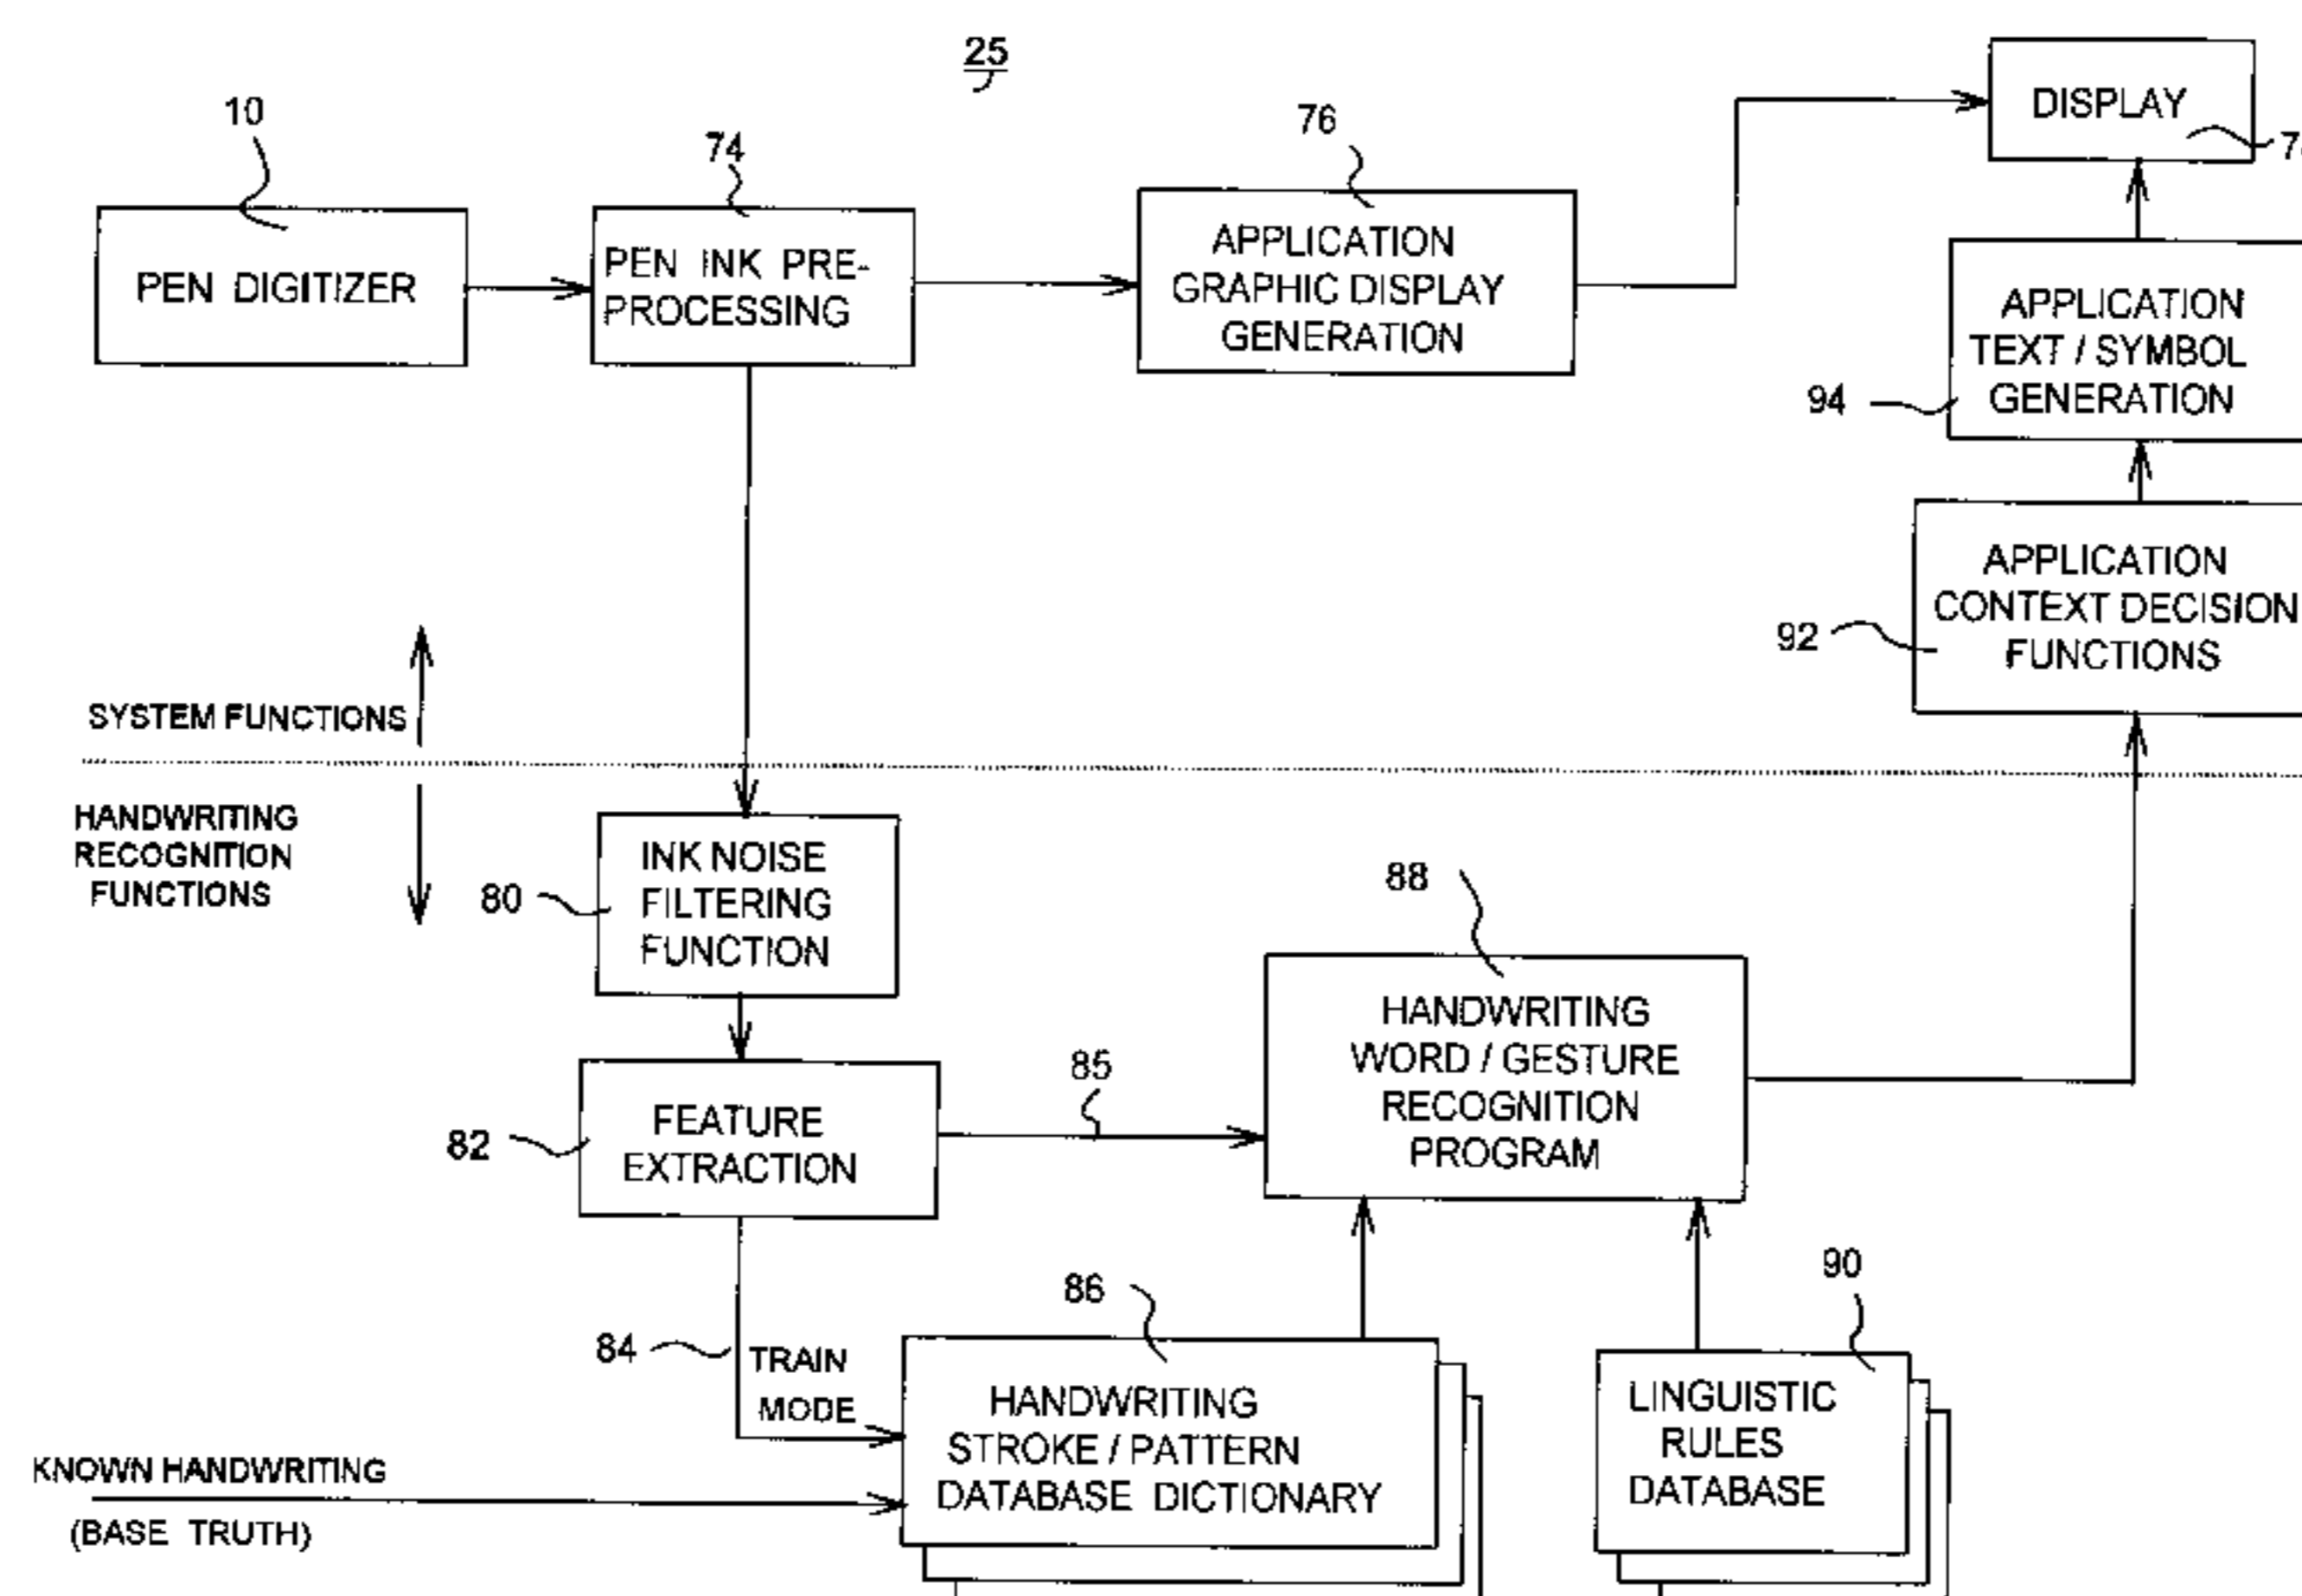 25
10
PEN DIGITIZER
74
PEN INK PRE-
PROCESSING
76
APPLICATION
GRAPHIC DISPLAY
GENERATION
DISPLAY
APPLICATION
TEXT / SYMBOL
GENERATION
94
APPLICATION
CONTEXT DECISION
FUNCTIONS
92
SYSTEM FUNCTIONS
HANDWRITING
RECOGNITION
FUNCTIONS
80
INK NOISE
FILTERING
FUNCTION
82
FEATURE
EXTRACTION
85
88
HANDWRITING
WORD / GESTURE
RECOGNITION
PROGRAM
84
TRAIN
MODE
86
HANDWRITING
STROKE / PATTERN
DATABASE DICTIONARY
90
LINGUISTIC
RULES
DATABASE
KNOWN HANDWRITING
(BASE TRUTH)